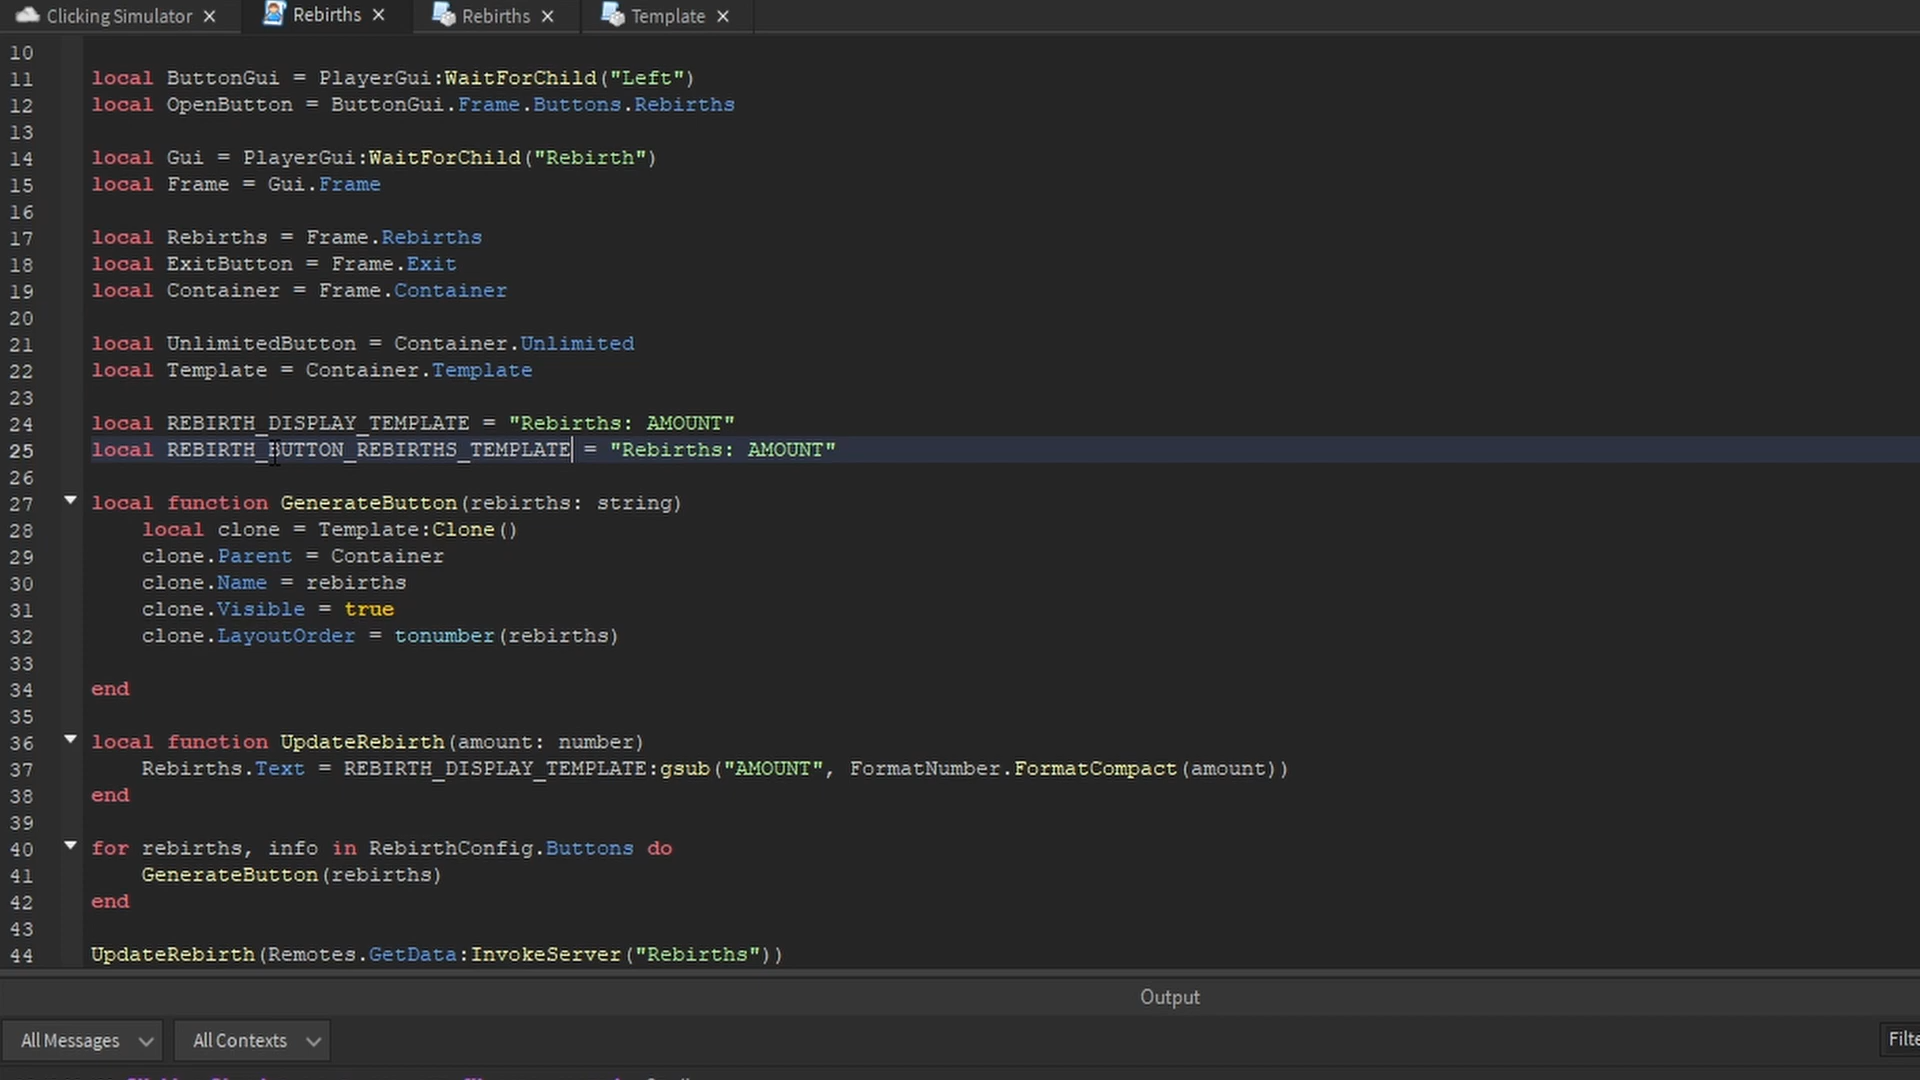 Clicking Simulator × Rebirths × Rebirths × Template ×
10
11 local ButtonGui = PlayerGui:WaitForChild("Left")
12 local OpenButton = ButtonGui.Frame.Buttons.Rebirths
13
14 local Gui = PlayerGui:WaitForChild("Rebirth")
15 local Frame = Gui.Frame
16
17 local Rebirths = Frame.Rebirths
18 local ExitButton = Frame.Exit
19 local Container = Frame.Container
20
21 local UnlimitedButton = Container.Unlimited
22 local Template = Container.Template
23
24 local REBIRTH_DISPLAY_TEMPLATE = "Rebirths: AMOUNT"
25 local REBIRTH_BUTTON_REBIRTHS_TEMPLATE = "Rebirths: AMOUNT"
26
27 local function GenerateButton(rebirths: string)
28 local clone = Template:Clone()
29 clone.Parent = Container
30 clone.Name = rebirths
31 clone.Visible = true
32 clone.LayoutOrder = tonumber(rebirths)
33
34 end
35
36 local function UpdateRebirth(amount: number)
37 Rebirths.Text = REBIRTH_DISPLAY_TEMPLATE:gsub("AMOUNT", FormatNumber.FormatCompact(amount))
38 end
39
40 for rebirths, info in RebirthConfig.Buttons do
41 GenerateButton(rebirths)
42 end
43
44 UpdateRebirth(Remotes.GetData:InvokeServer("Rebirths"))
Output
All Messages All Contexts Filte